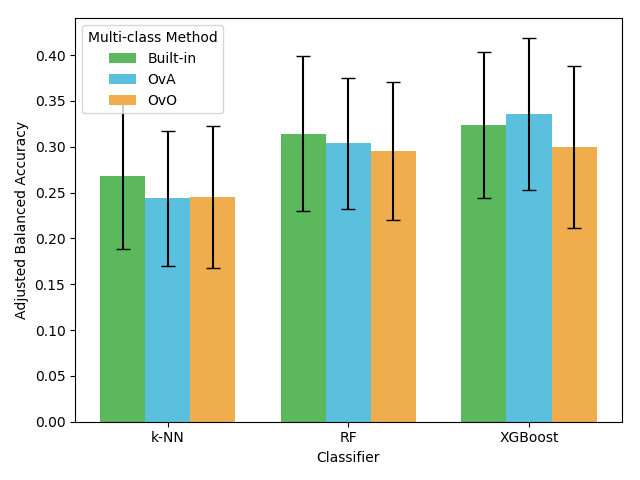 Multi-class Method
Built-in
OvA
OvO
Adjusted Balanced Accuracy
0.40
0.35
0.30
0.25
0.20
0.15
0.10
0.05
0.00
k-NN
RF
XGBoost
Classifier